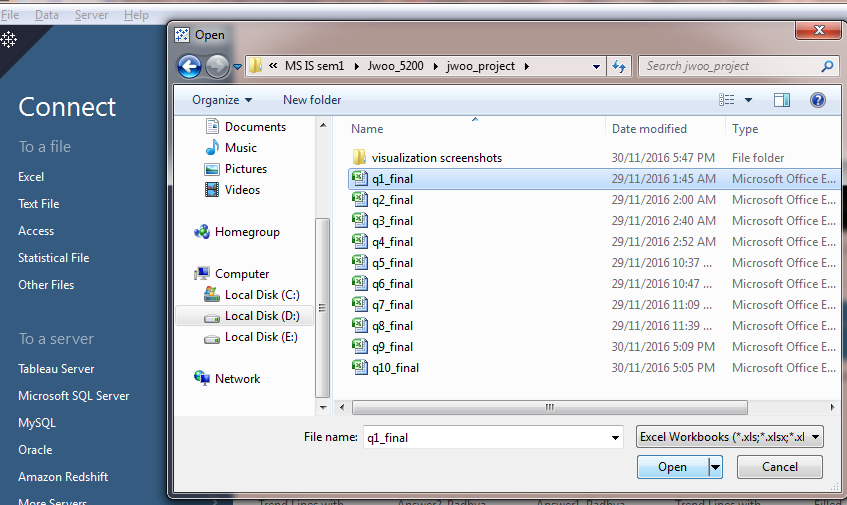 File Data Server Help
Open
« MS IS sem1 Jwoo_5200 jwoo_project
Search jwoo_project
Organize New folder
Connect
To a file
Excel
Text File
Access
Statistical File
Other Files
To a server
Tableau Server
Microsoft SQL Server
MySQL
Oracle
Amazon Redshift
More Servers
Documents
Music
Pictures
Videos
Homegroup
Computer
Local Disk (C:)
Local Disk (D:)
Local Disk (E:)
Network
Name Date modified Type
visualization screenshots 30/11/2016 5:47 PM File folder
q1_final 29/11/2016 1:45 AM Microsoft Office E...
q2_final 29/11/2016 2:00 AM Microsoft Office E...
q3_final 29/11/2016 2:40 AM Microsoft Office E...
q4_final 29/11/2016 2:52 AM Microsoft Office E...
q5_final 29/11/2016 10:37 ... Microsoft Office E...
q6_final 29/11/2016 10:47 ... Microsoft Office E...
q7_final 29/11/2016 11:09 ... Microsoft Office E...
q8_final 29/11/2016 11:39 ... Microsoft Office E...
q9_final 30/11/2016 5:09 PM Microsoft Office E...
q10_final 30/11/2016 5:05 PM Microsoft Office E...
File name: q1_final Excel Workbooks (*.xls;*.xlsx;*.xl
Open Cancel
Trend Lines with